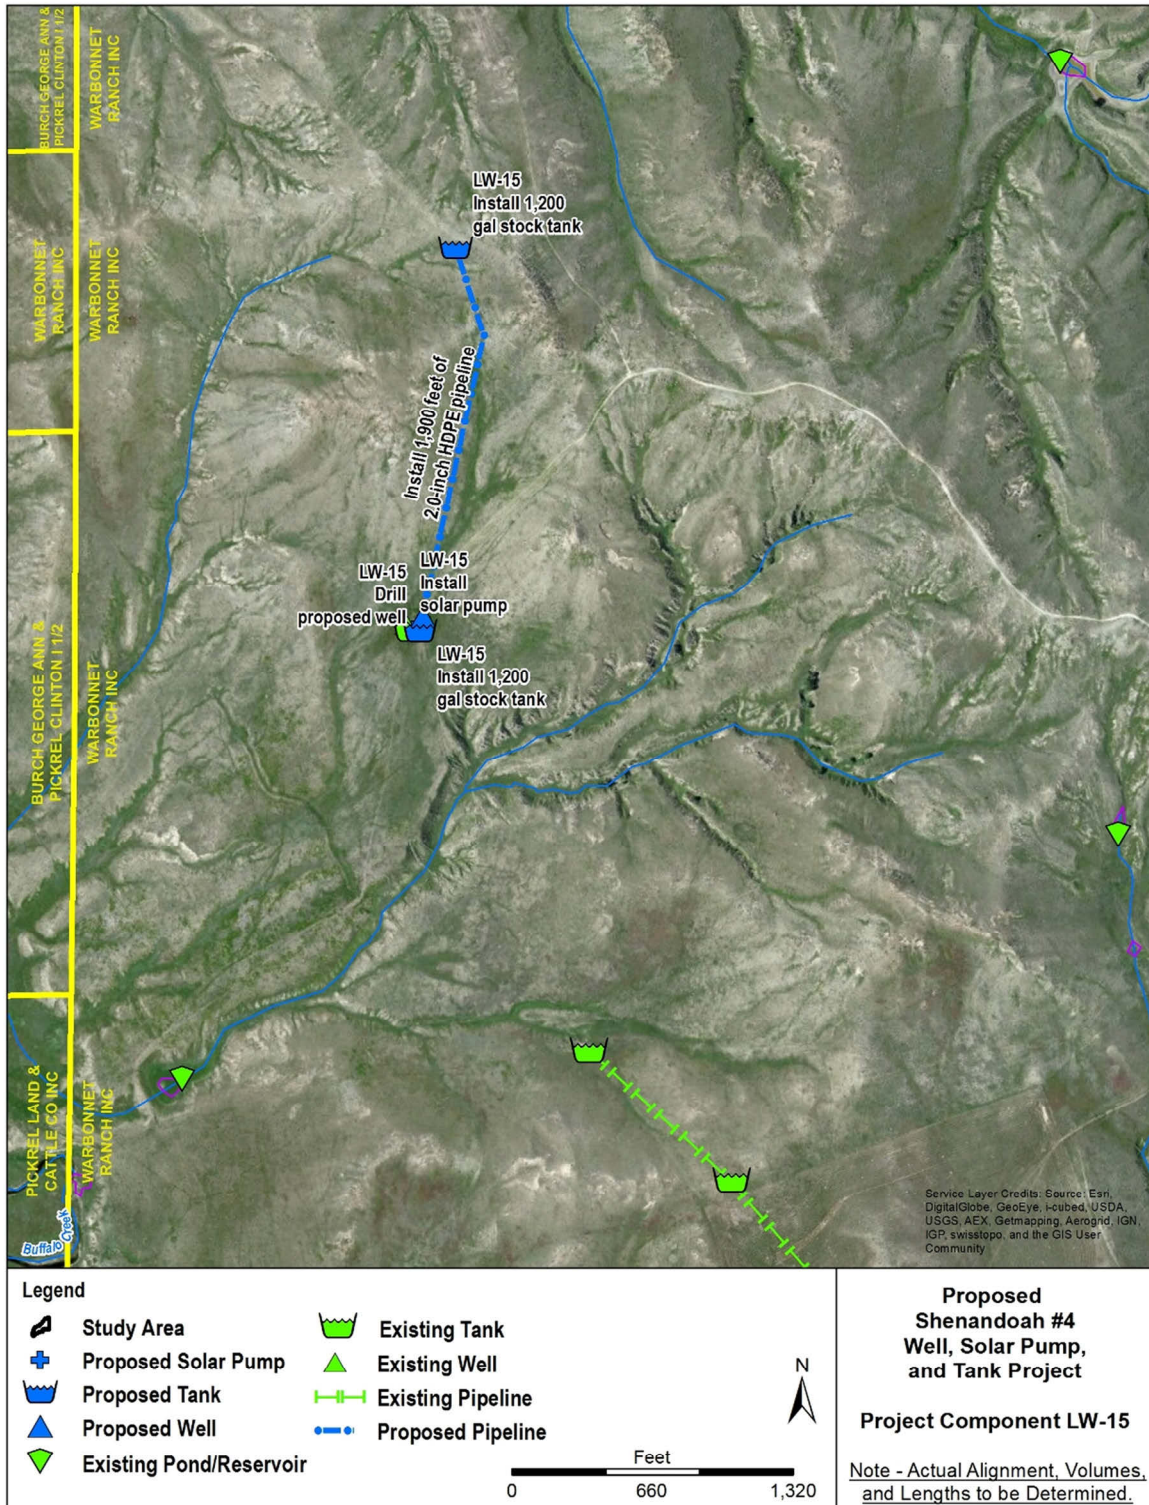 BURCH GEORGE ANN &
PICKREL CLINTON I 1/2
WARBONNET
RANCH INC
WARBONNET
RANCH INC
WARBONNET
RANCH INC
BURCH GEORGE ANN &
PICKREL CLINTON I 1/2
WARBONNET
RANCH INC
PICKREL LAND &
CATTLE CO INC
WARBONNET
RANCH INC
Buffalo Creek
LW-15
Install 1,200
gal stock tank
Install 1,900 feet of
2.0-inch HDPE pipeline
LW-15
Drill
proposed well
LW-15
Install
solar pump
LW-15
Install 1,200
gal stock tank
Service Layer Credits: Source: Esri,
DigitalGlobe, GeoEye, i-cubed, USDA,
USGS, AEX, Getmapping, Aerogrid, IGN,
IGP, swisstopo, and the GIS User
Community
Legend
Study Area
Proposed Solar Pump
Proposed Tank
Proposed Well
Existing Pond/Reservoir
Existing Tank
Existing Well
Existing Pipeline
Proposed Pipeline
N
Feet
0 660 1,320
Proposed
Shenandoah #4
Well, Solar Pump,
and Tank Project
Project Component LW-15
Note - Actual Alignment, Volumes,
and Lengths to be Determined.